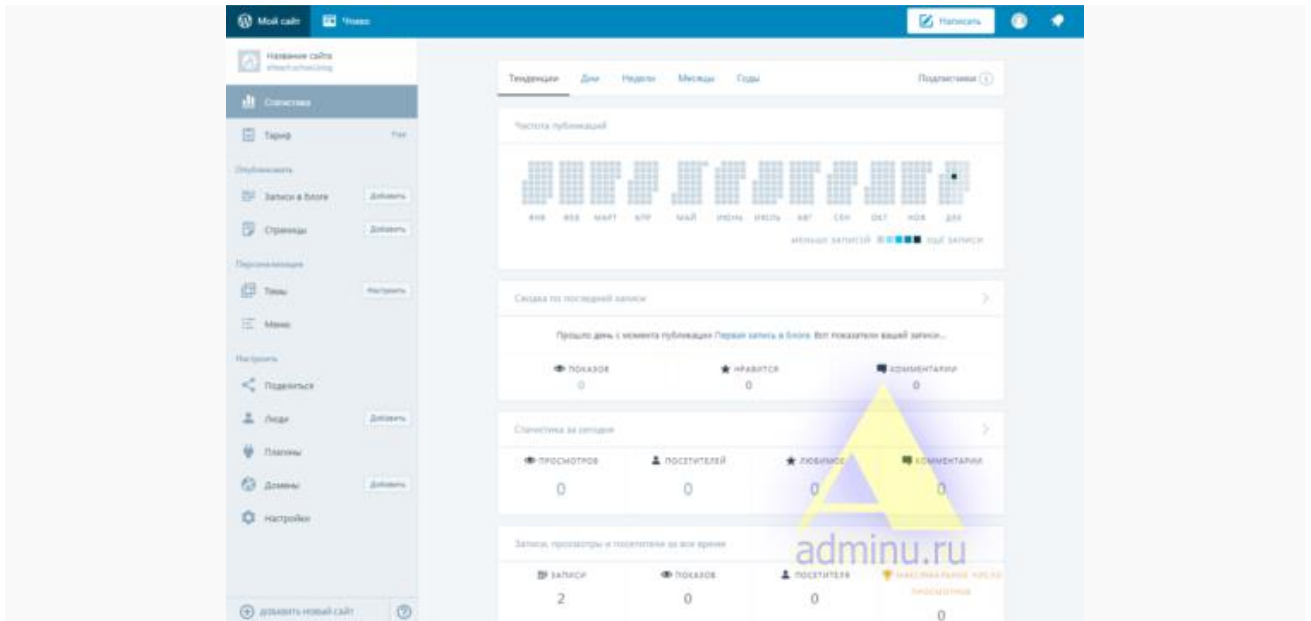 Мой сайт Чтиво Написать
Название сайта
Статистика
Тариф Free
Опубликовать
Записи в блоге Добавить
Страницы Добавить
Персонализация
Темы Настроить
Меню
Настроить
Поделиться
Люди Добавить
Плагины
Домены Добавить
Настройки
добавить новый сайт
Тенденции Дни Недели Месяцы Годы Подписчики
Частота публикаций
ЯНВ ФЕВ МАРТ АПР МАЙ ИЮНЬ ИЮЛЬ АВГ СЕН ОКТ НОЯ ДЕК
МЕНЬШЕ ЗАПИСЕЙ ЕЩЁ ЗАПИСИ
Сводка по последней записи
Прошло день с момента публикации Первая запись в блоге. Вот показатели вашей записи...
ПОКАЗОВ НРАВИТСЯ КОММЕНТАРИИ
0 0 0
Статистика за сегодня
ПРОСМОТРОВ ПОСЕТИТЕЛЕЙ ЛЮБИМОЕ КОММЕНТАРИИ
0 0 0 0
adminu.ru
Записи, просмотры и посетители за все время
ЗАПИСИ ПОКАЗОВ ПОСЕТИТЕЛЯ МАКСИМАЛЬНОЕ ЧИСЛО
ПРОСМОТРОВ
2 0 0 0